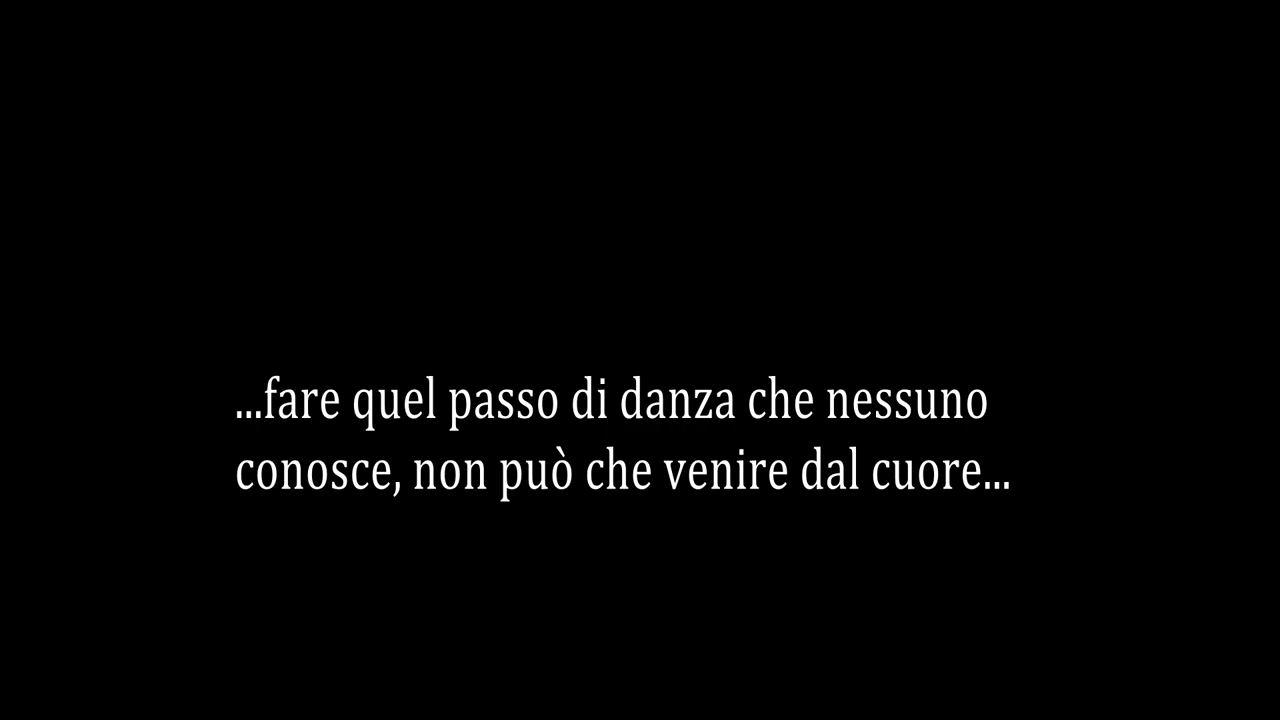 ...fare quel passo di danza che nessuno
conosce, non può che venire dal cuore...